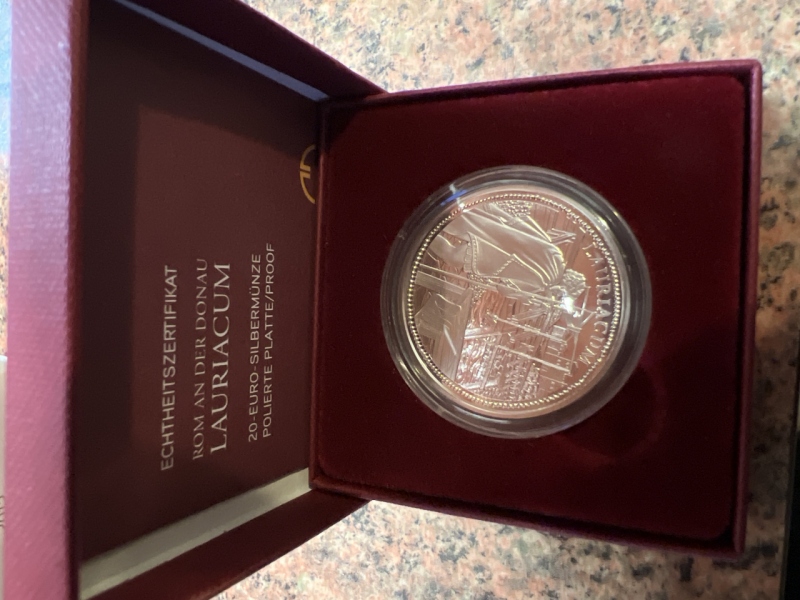 ECHTHEITSZERTIFIKAT
ROM AN DER DONAU
LAURIACUM
20-EURO-SILBERMÜNZE
POLIERTE PLATTE/PROOF
LAURIACUM